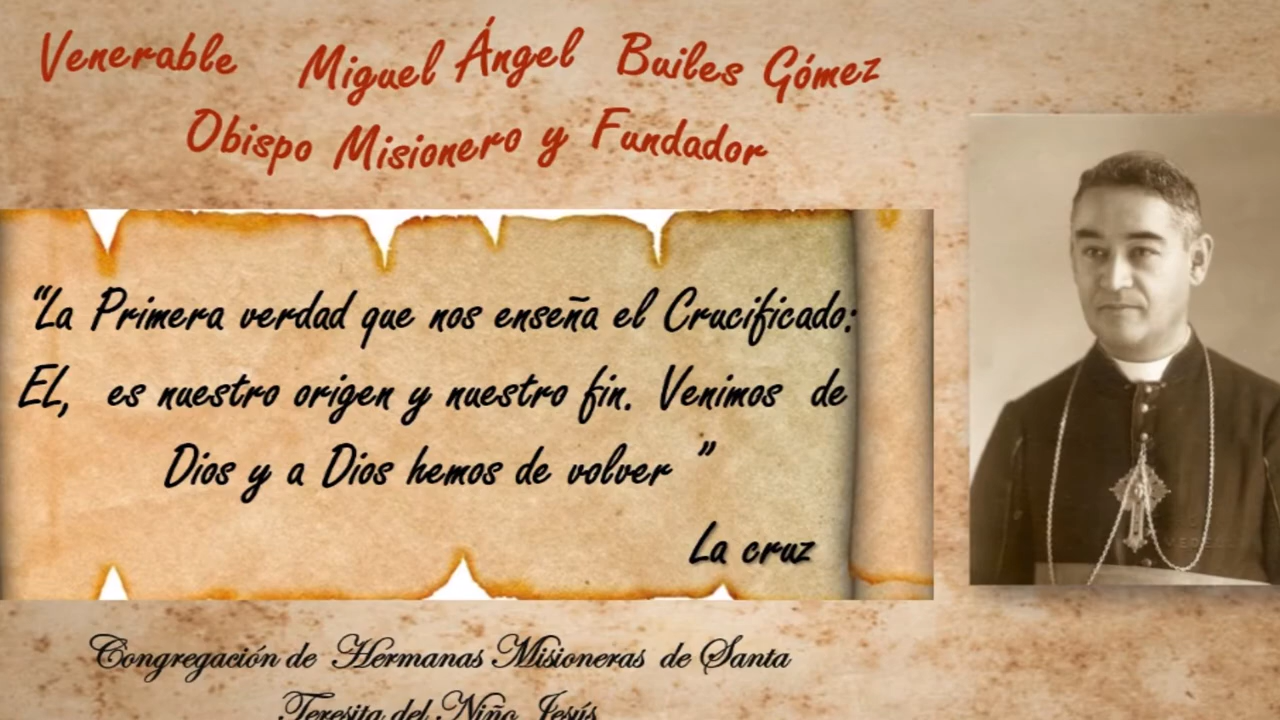 Venerable Miguel Ángel Builes Gómez
Obispo Misionero y Fundador
“La Primera verdad que nos enseña el Crucificado:
EL, es nuestro origen y nuestro fin. Venimos de
Dios y a Dios hemos de volver ”
La cruz
Congregación de Hermanas Misioneras de Santa
Teresita del Niño Jesús